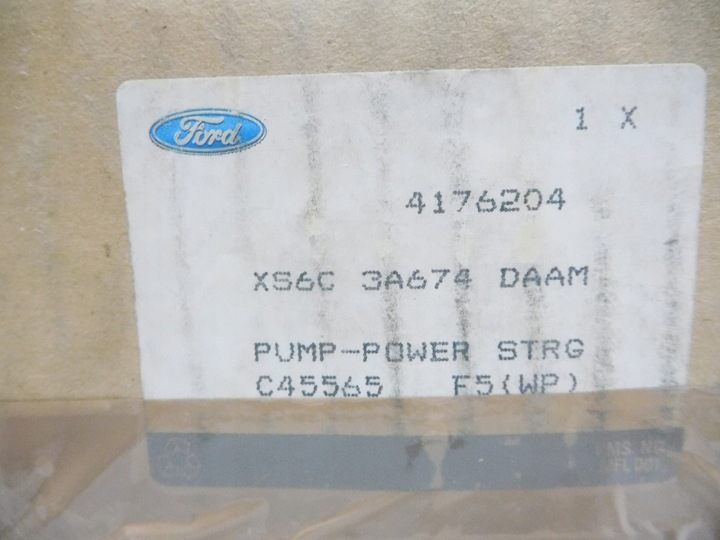 Ford
1 X
4176204
XS6C 3A674 DAAM
PUMP-POWER STRG
C45565 F5(WP)